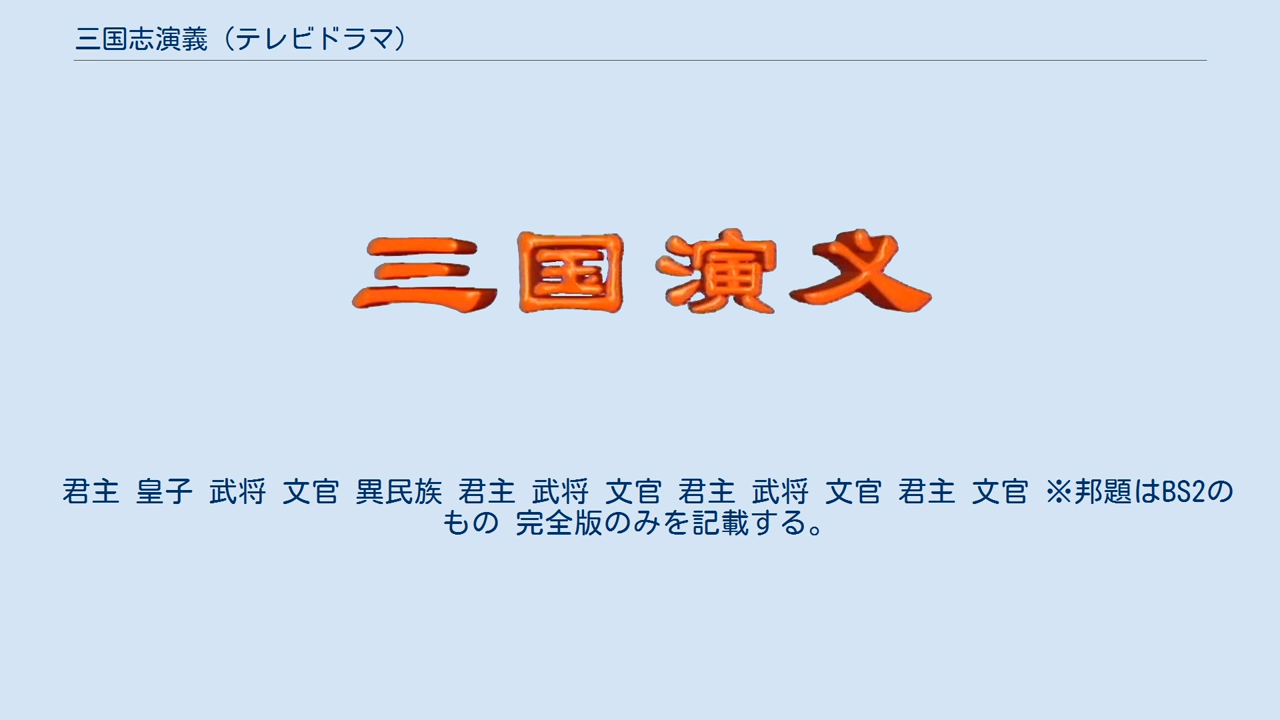 三国志演義（テレビドラマ）
三国演义
君主 皇子 武将 文官 異民族 君主 武将 文官 君主 武将 文官 君主 文官 ※邦題はBS2の
もの 完全版のみを記載する。